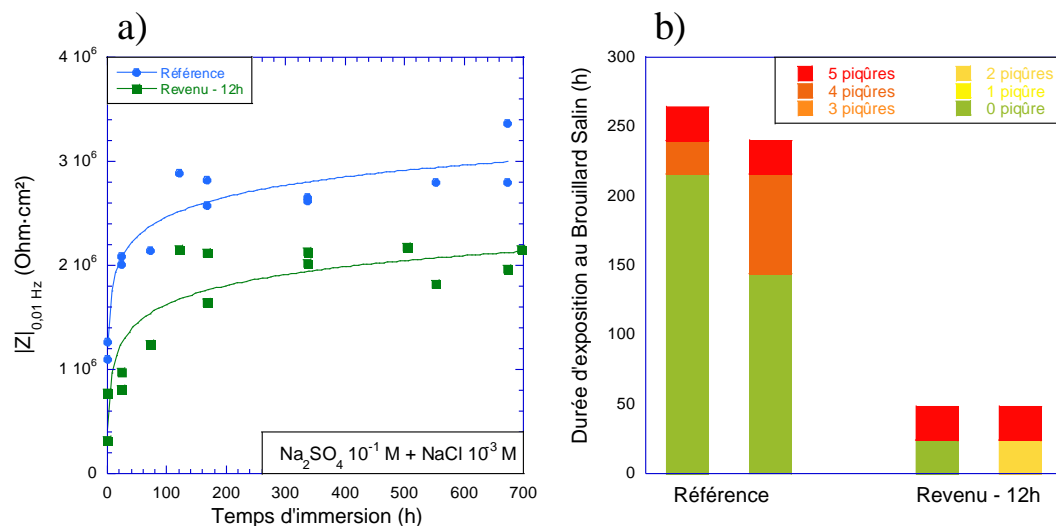 a)
4 10⁶
3 10⁶
2 10⁶
1 10⁶
0
|Z|0,01 Hz (Ohm·cm²)
Référence
Revenu - 12h
Na₂SO₄ 10⁻¹ M + NaCl 10⁻³ M
0 100 200 300 400 500 600 700
Temps d'immersion (h)
b)
300
250
200
150
100
50
0
Durée d'exposition au Brouillard Salin (h)
5 piqûres 2 piqûres
4 piqûres 1 piqûre
3 piqûres 0 piqûre
Référence Revenu - 12h